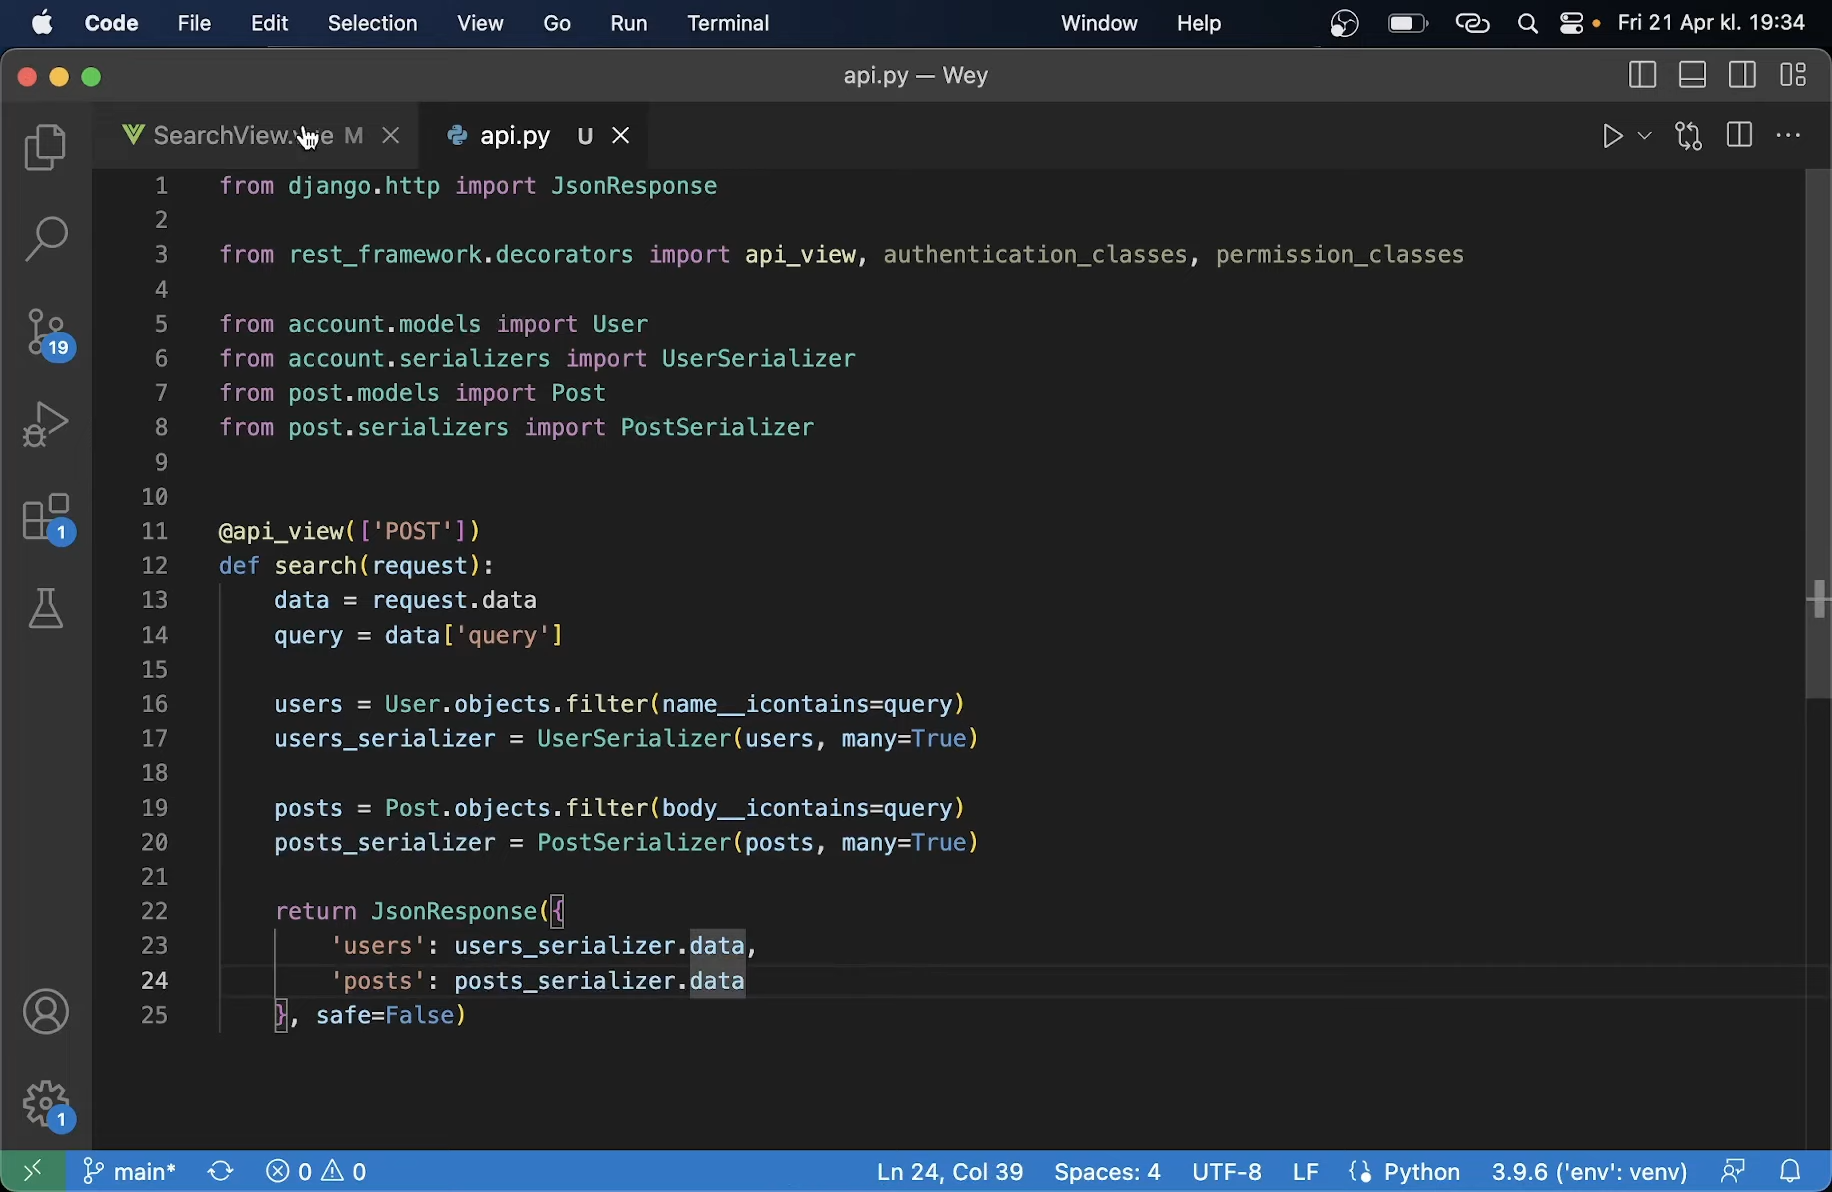 Code File Edit Selection View Go Run Terminal Window Help Fri 21 Apr kl. 19:34
api.py — Wey
SearchView. e M api.py U
1 from django.http import JsonResponse
2
3 from rest_framework.decorators import api_view, authentication_classes, permission_classes
4
5 from account.models import User
6 from account.serializers import UserSerializer
7 from post.models import Post
8 from post.serializers import PostSerializer
9
10
11 @api_view(['POST'])
12 def search(request):
13 data = request.data
14 query = data['query']
15
16 users = User.objects.filter(name__icontains=query)
17 users_serializer = UserSerializer(users, many=True)
18
19 posts = Post.objects.filter(body__icontains=query)
20 posts_serializer = PostSerializer(posts, many=True)
21
22 return JsonResponse({
23 'users': users_serializer.data,
24 'posts': posts_serializer.data
25 }, safe=False)
19
1
1
main* 0 0 Ln 24, Col 39 Spaces: 4 UTF-8 LF Python 3.9.6 ('env': venv)